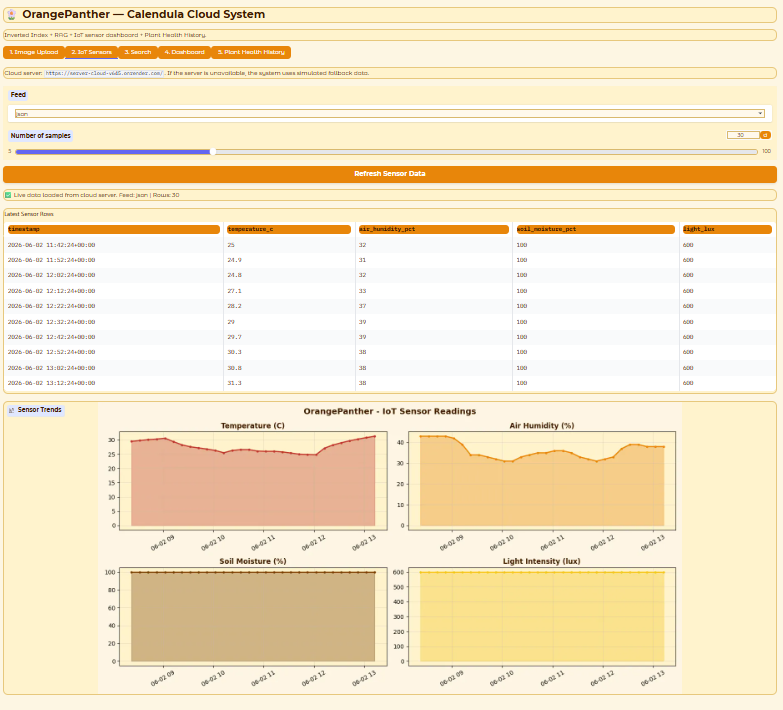 OrangePanther — Calendula Cloud System
Inverted Index • RAG • IoT sensor dashboard • Plant Health History.
1. Image Upload 2. IoT Sensors 3. Search 4. Dashboard 5. Plant Health History
Cloud server: https://server-cloud-v645.onrender.com/. If the server is unavailable, the system uses simulated fallback data.
Feed
json
Number of samples
30
5 100
Refresh Sensor Data
Live data loaded from cloud server. Feed: json | Rows: 30
Latest Sensor Rows
timestamp temperature_c air_humidity_pct soil_moisture_pct light_lux
2026-06-02 11:42:24+00:00 25 32 100 600
2026-06-02 11:52:24+00:00 24.9 31 100 600
2026-06-02 12:02:24+00:00 24.8 32 100 600
2026-06-02 12:12:24+00:00 27.1 33 100 600
2026-06-02 12:22:24+00:00 28.2 37 100 600
2026-06-02 12:32:24+00:00 29 39 100 600
2026-06-02 12:42:24+00:00 29.7 39 100 600
2026-06-02 12:52:24+00:00 30.3 38 100 600
2026-06-02 13:02:24+00:00 30.8 38 100 600
2026-06-02 13:12:24+00:00 31.3 38 100 600
Sensor Trends
OrangePanther - IoT Sensor Readings
Temperature (C)
30
25
20
15
10
5
0
06-02 09 06-02 10 06-02 11 06-02 12 06-02 13
Air Humidity (%)
40
30
20
10
0
06-02 09 06-02 10 06-02 11 06-02 12 06-02 13
Soil Moisture (%)
100
80
60
40
20
0
06-02 09 06-02 10 06-02 11 06-02 12 06-02 13
Light Intensity (lux)
600
500
400
300
200
100
0
06-02 09 06-02 10 06-02 11 06-02 12 06-02 13